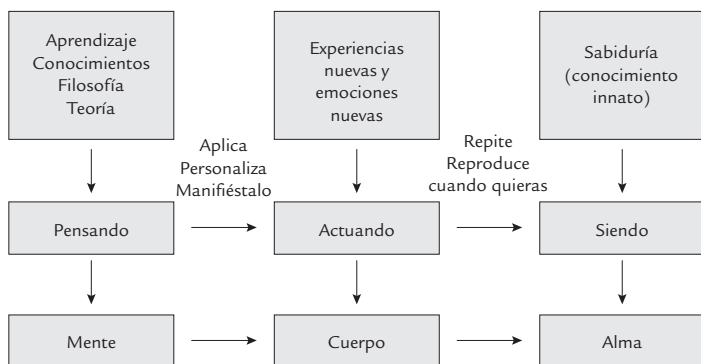 Aprendizaje
Conocimientos
Filosofía
Teoría
Experiencias
nuevas y
emociones
nuevas
Sabiduría
(conocimiento
innato)
Aplica
Personaliza
Manifiéstalo
Repite
Reproduce
cuando quieras
Pensando
Actuando
Siendo
Mente
Cuerpo
Alma